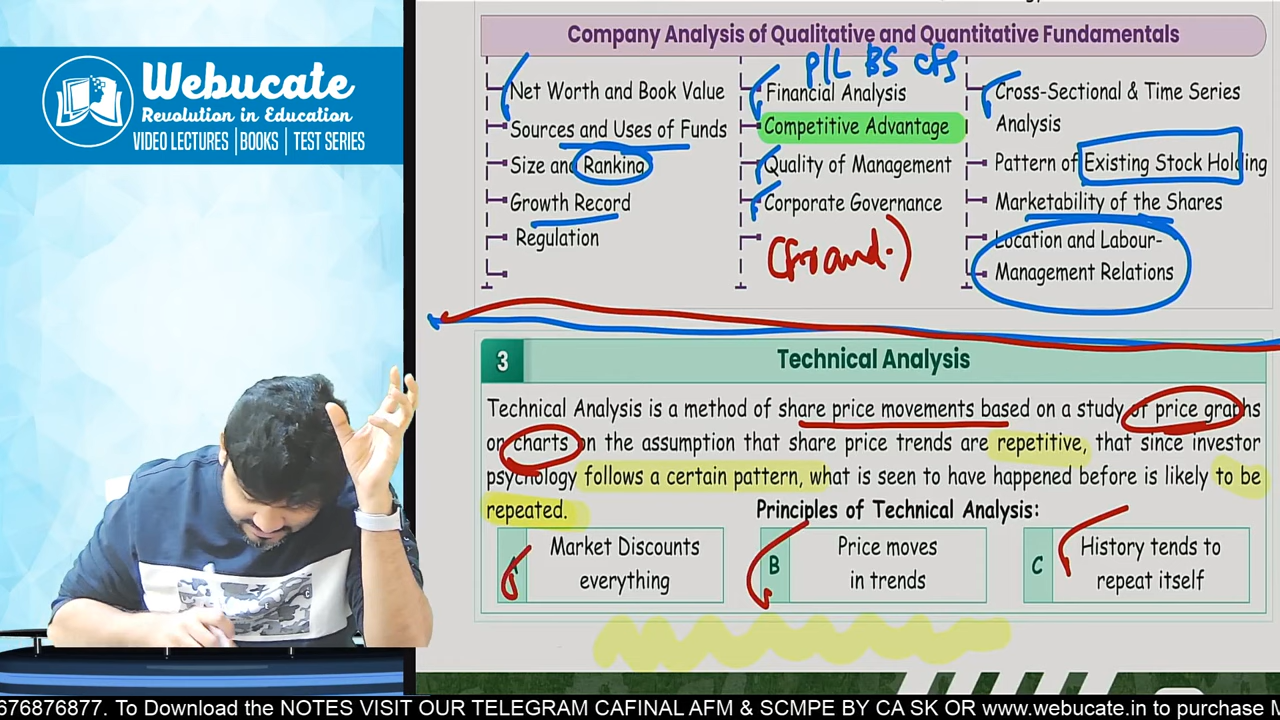 Webucate
Revolution in Education
VIDEO LECTURES | BOOKS | TEST SERIES
Company Analysis of Qualitative and Quantitative Fundamentals
P/L BS CFS
Net Worth and Book Value
Sources and Uses of Funds
Size and Ranking
Growth Record
Regulation
Financial Analysis
Competitive Advantage
Quality of Management
Corporate Governance
(Fraud.)
Cross-Sectional & Time Series
Analysis
Pattern of Existing Stock Holding
Marketability of the Shares
Location and Labour-
Management Relations
3 Technical Analysis
Technical Analysis is a method of share price movements based on a study of price graphs
on charts on the assumption that share price trends are repetitive, that since investor
psychology follows a certain pattern, what is seen to have happened before is likely to be
repeated.
Principles of Technical Analysis:
A Market Discounts
everything
B Price moves
in trends
C History tends to
repeat itself
676876877. To Download the NOTES VISIT OUR TELEGRAM CAFINAL AFM & SCMPE BY CA SK OR www.webucate.in to purchase M